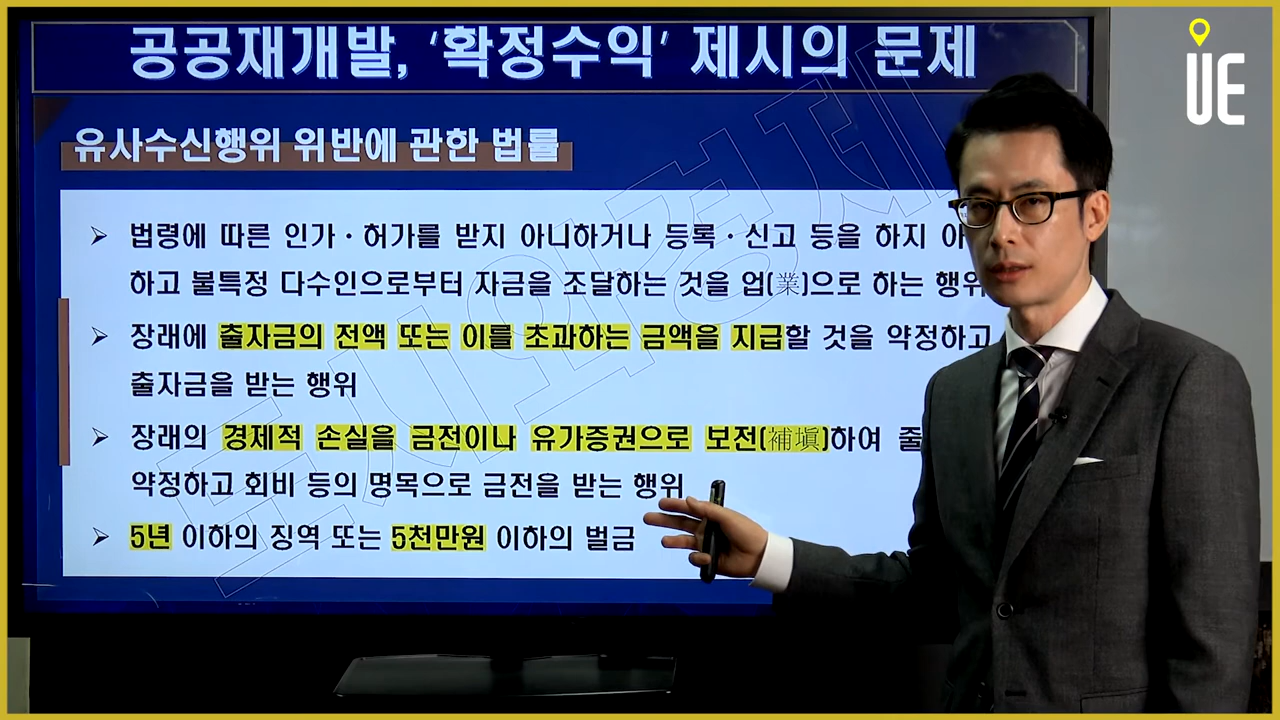 공공재개발, '확정수익' 제시의 문제
UE
유사수신행위 위반에 관한 법률
➢ 법령에 따른 인가·허가를 받지 아니하거나 등록·신고 등을 하지 아
하고 불특정 다수인으로부터 자금을 조달하는 것을 업(業)으로 하는 행위
➢ 장래에 출자금의 전액 또는 이를 초과하는 금액을 지급할 것을 약정하고
출자금을 받는 행위
➢ 장래의 경제적 손실을 금전이나 유가증권으로 보전(補塡)하여 줄
약정하고 회비 등의 명목으로 금전을 받는 행위
➢ 5년 이하의 징역 또는 5천만원 이하의 벌금
도시와경제